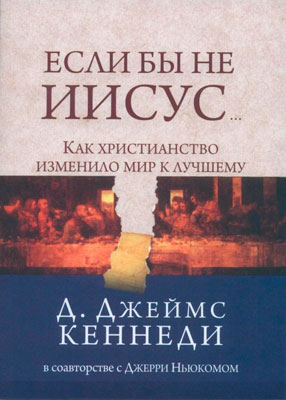 ЕСЛИ БЫ НЕ
ИИСУС...
КАК ХРИСТИАНСТВО
ИЗМЕНИЛО МИР К ЛУЧШЕМУ
Д. ДЖЕЙМС
КЕННЕДИ
в соавторстве с ДЖЕРРИ НЬЮКОМОМ